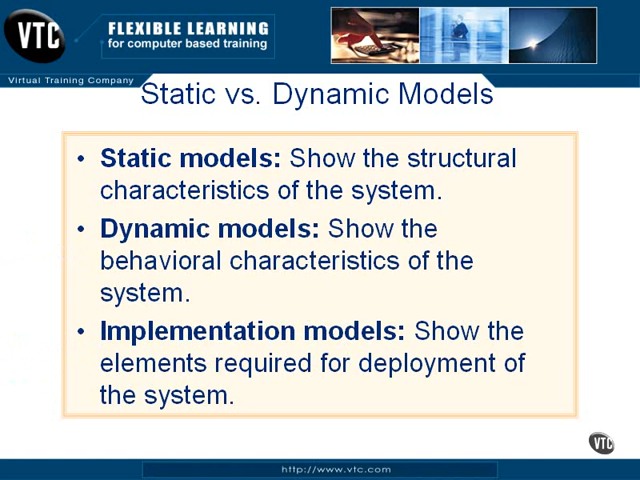 VTC
FLEXIBLE LEARNING
for computer based training
Virtual Training Company
Static vs. Dynamic Models
• Static models: Show the structural
characteristics of the system.
• Dynamic models: Show the
behavioral characteristics of the
system.
• Implementation models: Show the
elements required for deployment of
the system.
VTC
http://www.vtc.com